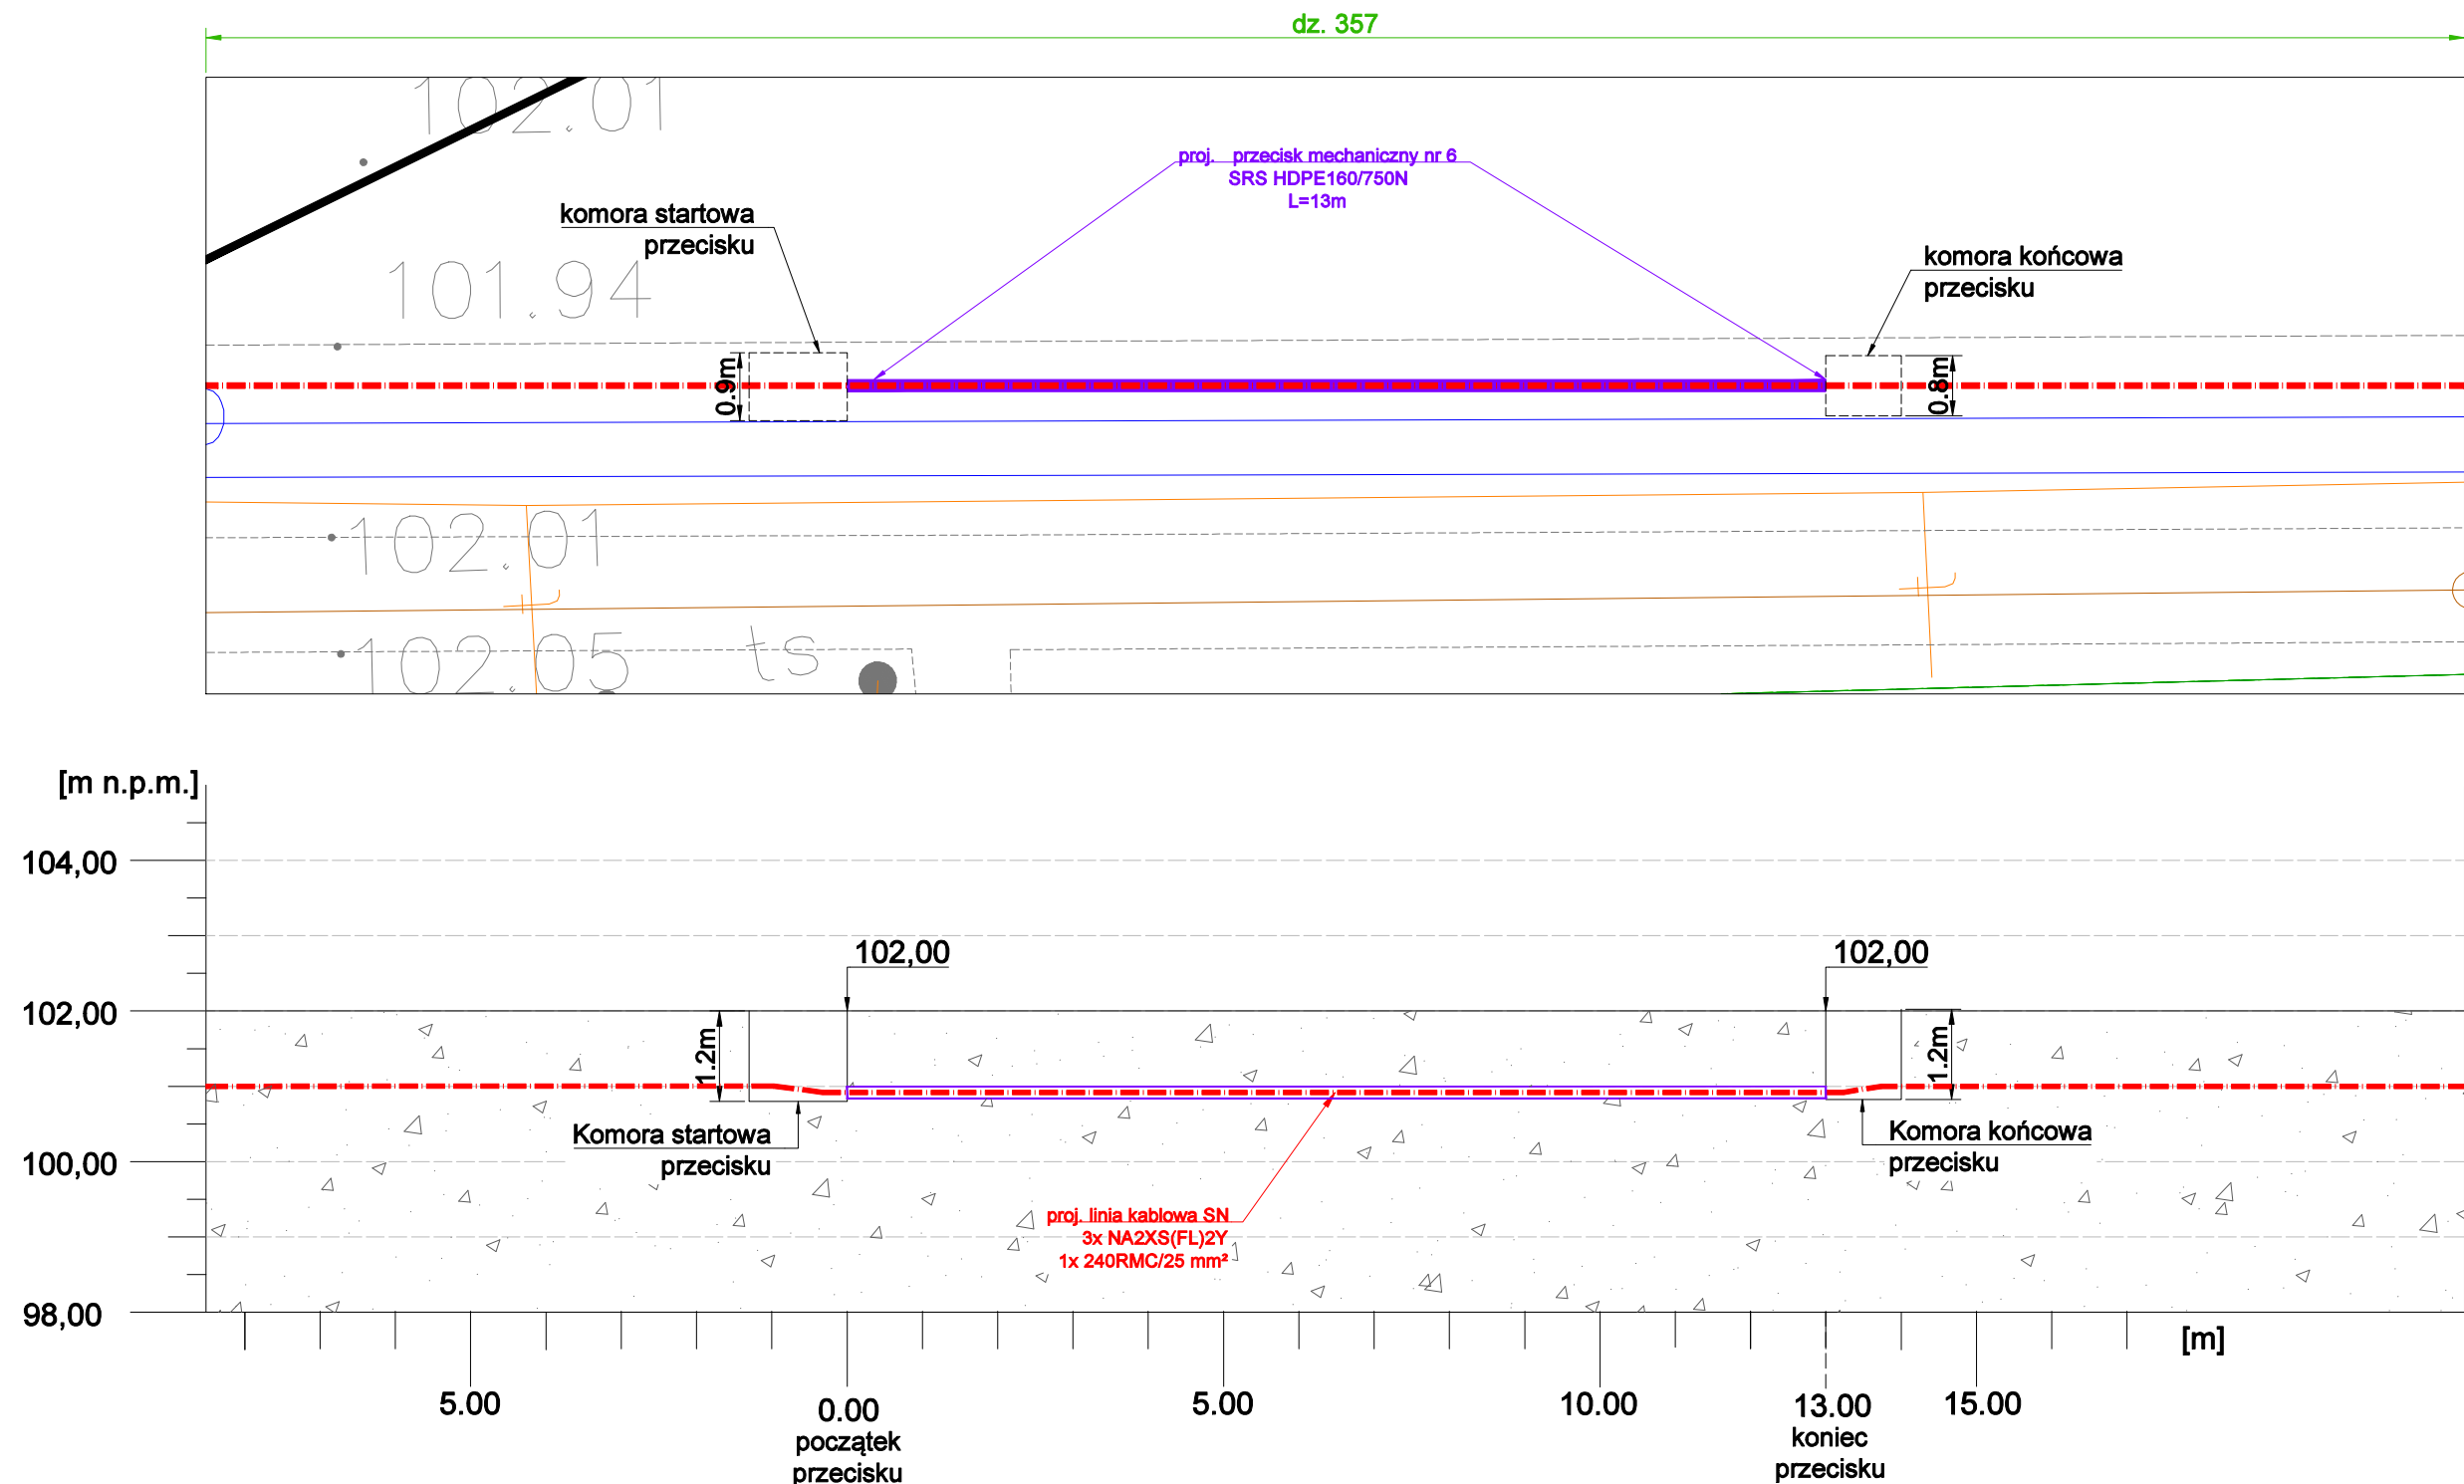 dz. 357
102.01
proj. przecisk mechaniczny nr 6
SRS HDPE160/750N
L=13m
komora startowa
przecisku
komora końcowa
przecisku
101.94
0.9m
0.8m
102.01
t
t
102.05
ts
[m n.p.m.]
104,00
102,00
102,00
102,00
1.2m
1.2m
Komora startowa
przecisku
Komora końcowa
przecisku
100,00
proj. linia kablowa SN
3x NA2XS(FL)2Y
1x 240RMC/25 mm²
98,00
[m]
5.00
0.00
5.00
10.00
13.00
15.00
początek
przecisku
koniec
przecisku